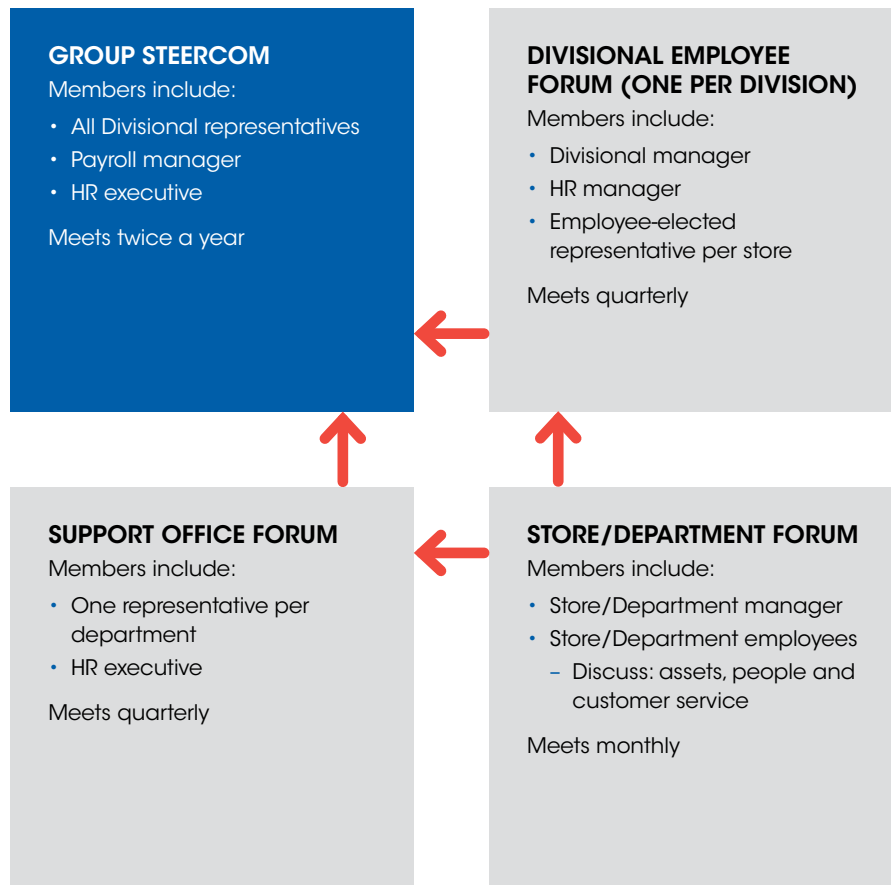 GROUP STEERCOM
Members include:
• All Divisional representatives
• Payroll manager
• HR executive
Meets twice a year
DIVISIONAL EMPLOYEE
FORUM (ONE PER DIVISION)
Members include:
• Divisional manager
• HR manager
• Employee-elected
representative per store
Meets quarterly
SUPPORT OFFICE FORUM
Members include:
• One representative per
department
• HR executive
Meets quarterly
STORE/DEPARTMENT FORUM
Members include:
• Store/Department manager
• Store/Department employees
– Discuss: assets, people and
customer service
Meets monthly